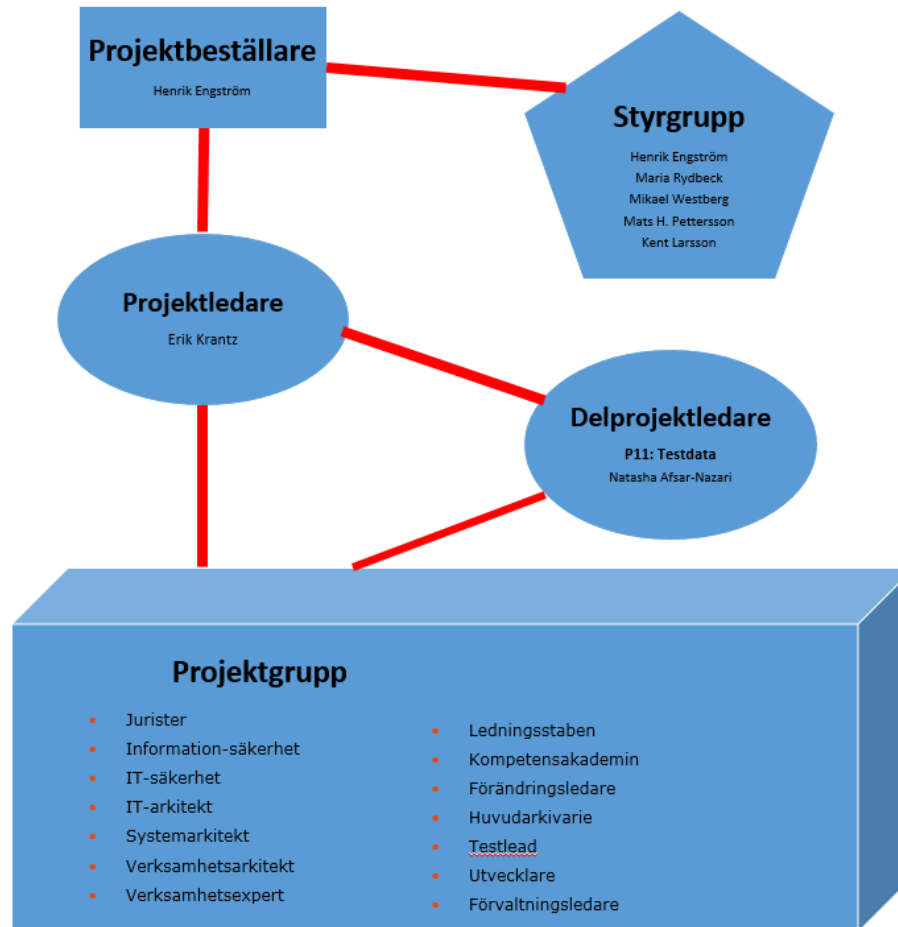 Projektbeställare
Henrik Engström
Styrgrupp
Henrik Engström
Maria Rydbeck
Mikael Westberg
Mats H. Pettersson
Kent Larsson
Projektledare
Erik Krantz
Delprojektledare
P11: Testdata
Natasha Afsar-Nazari
Projektgrupp
• Jurister
• Information-säkerhet
• IT-säkerhet
• IT-arkitekt
• Systemarkitekt
• Verksamhetsarkitekt
• Verksamhetsexpert
• Ledningsstaben
• Kompetensakademin
• Förändringsledare
• Huvudarkivarie
• Testlead
• Utvecklare
• Förvaltningsledare